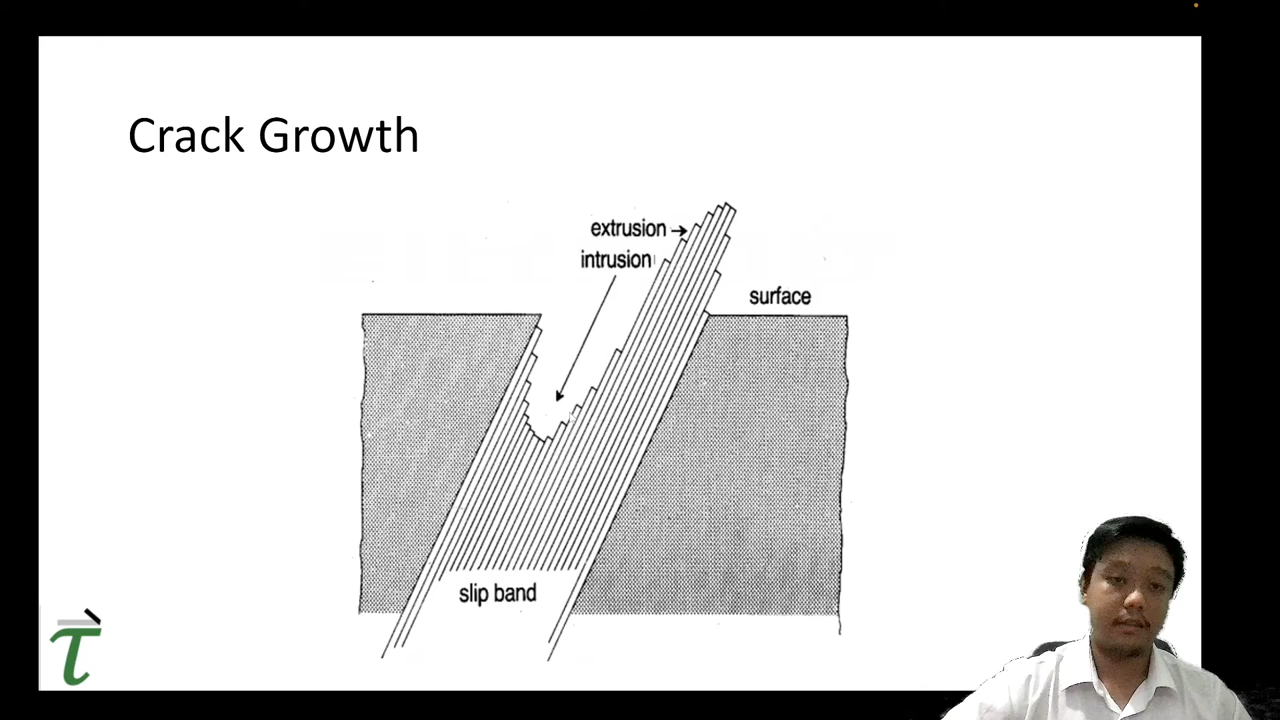 Crack Growth
extrusion
intrusion
surface
slip band
τ